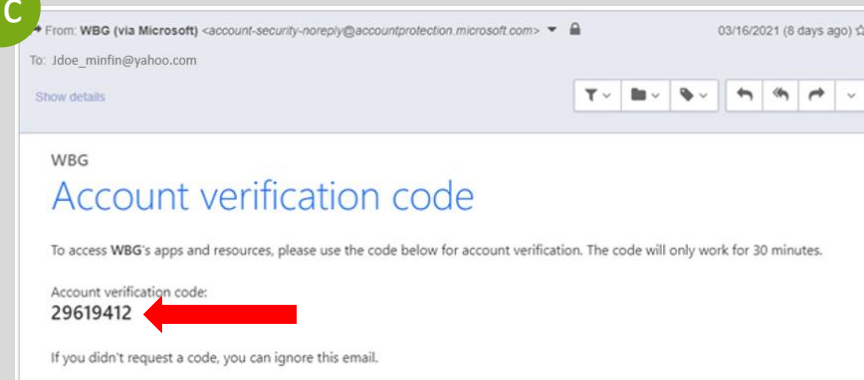 C
From: WBG (via Microsoft) <account-security-noreply@accountprotection.microsoft.com>
03/16/2021 (8 days ago)
To: Jdoe_minfin@yahoo.com
Show details
WBG
Account verification code
To access WBG's apps and resources, please use the code below for account verification. The code will only work for 30 minutes.
Account verification code:
29619412
If you didn't request a code, you can ignore this email.